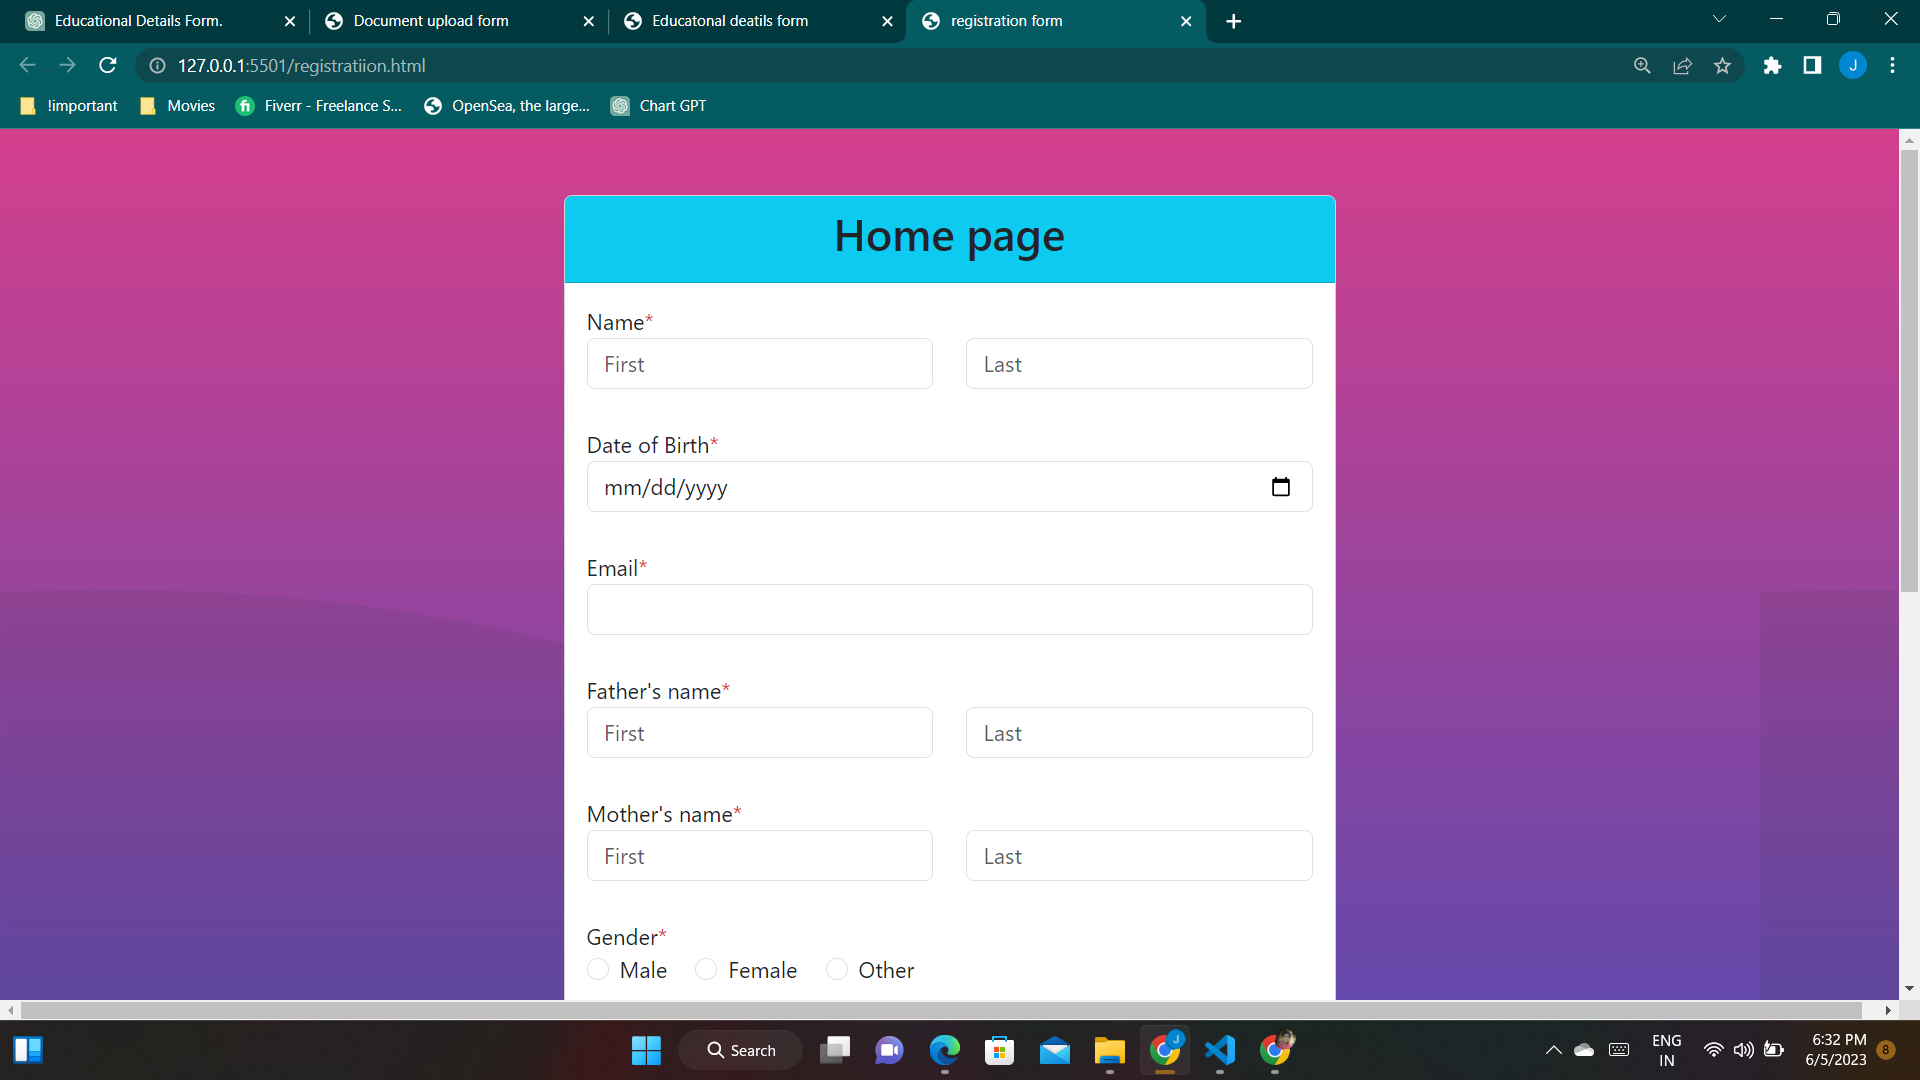 Educational Details Form.
Document upload form
Educatonal deatils form
registration form
127.0.0.1:5501/registratiion.html
J
!important
Movies
fi
Fiverr - Freelance S...
OpenSea, the large...
Chart GPT
Home page
Name*
First
Last
Date of Birth*
mm/dd/yyyy
Email*
Father's name*
First
Last
Mother's name*
First
Last
Gender*
Male
Female
Other
Search
J
ENG
IN
6:32 PM
6/5/2023
8